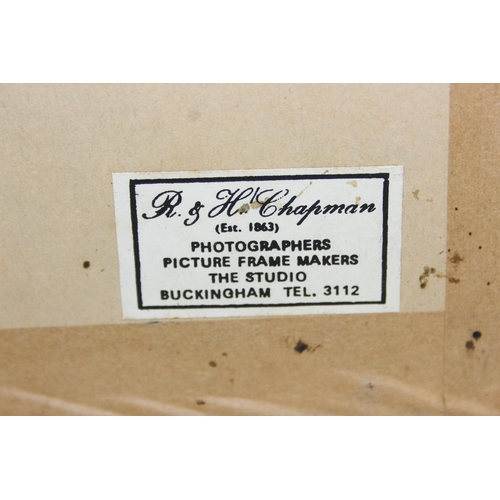 R. & H. Chapman
(Est. 1863)
PHOTOGRAPHERS
PICTURE FRAME MAKERS
THE STUDIO
BUCKINGHAM TEL. 3112